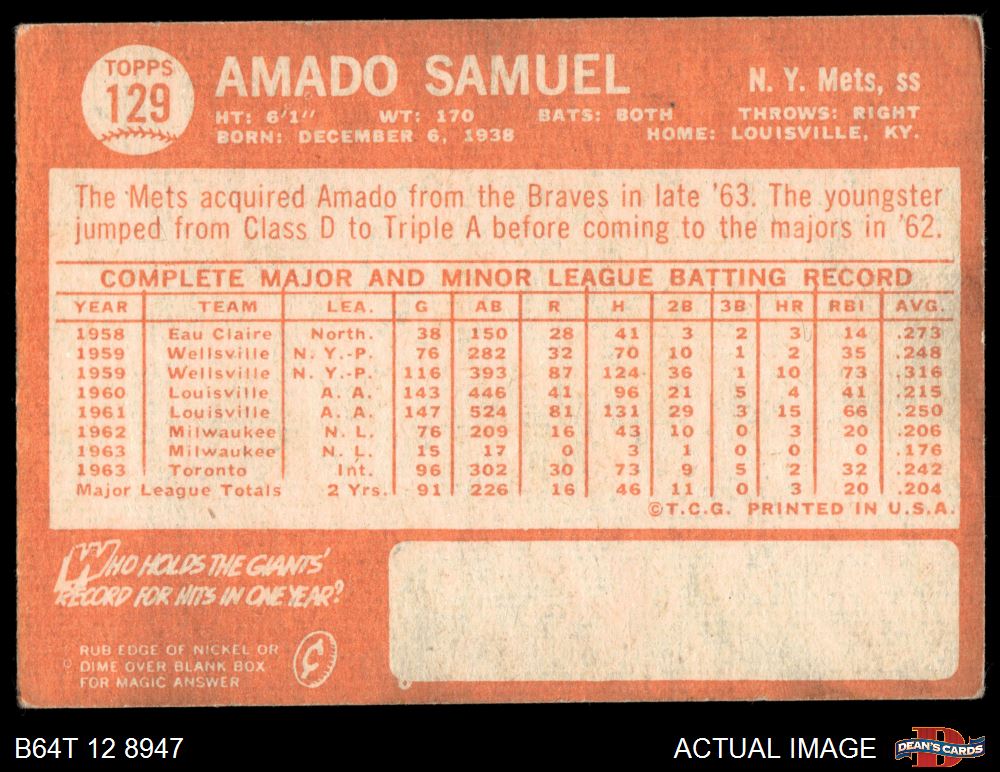 TOPPS
129
AMADO SAMUEL
N. Y. Mets, ss
HT: 6'1" WT: 170 BATS: BOTH THROWS: RIGHT
BORN: DECEMBER 6, 1938 HOME: LOUISVILLE, KY.
The Mets acquired Amado from the Braves in late '63. The youngster
jumped from Class D to Triple A before coming to the majors in '62.
COMPLETE MAJOR AND MINOR LEAGUE BATTING RECORD
YEAR TEAM LEA. G AB R H 2B 3B HR RBI AVG.
1958 Eau Claire North. 38 150 28 41 3 2 3 14 .273
1959 Wellsville N. Y.-P. 76 282 32 70 10 1 2 35 .248
1959 Wellsville N. Y.-P. 116 393 87 124 36 1 10 73 .316
1960 Louisville A. A. 143 446 41 96 21 5 4 41 .215
1961 Louisville A. A. 147 524 81 131 29 3 15 66 .250
1962 Milwaukee N. L. 76 209 16 43 10 0 3 20 .206
1963 Milwaukee N. L. 15 17 0 3 1 0 0 0 .176
1963 Toronto Int. 96 302 30 73 9 5 2 32 .242
Major League Totals 2 Yrs. 91 226 16 46 11 0 3 20 .204
©T.C.G. PRINTED IN U.S.A.
WHO HOLDS THE GIANTS'
RECORD FOR HITS IN ONE YEAR?
RUB EDGE OF NICKEL OR
DIME OVER BLANK BOX
FOR MAGIC ANSWER
¢
B64T 12 8947
ACTUAL IMAGE
D
DEAN'S CARDS